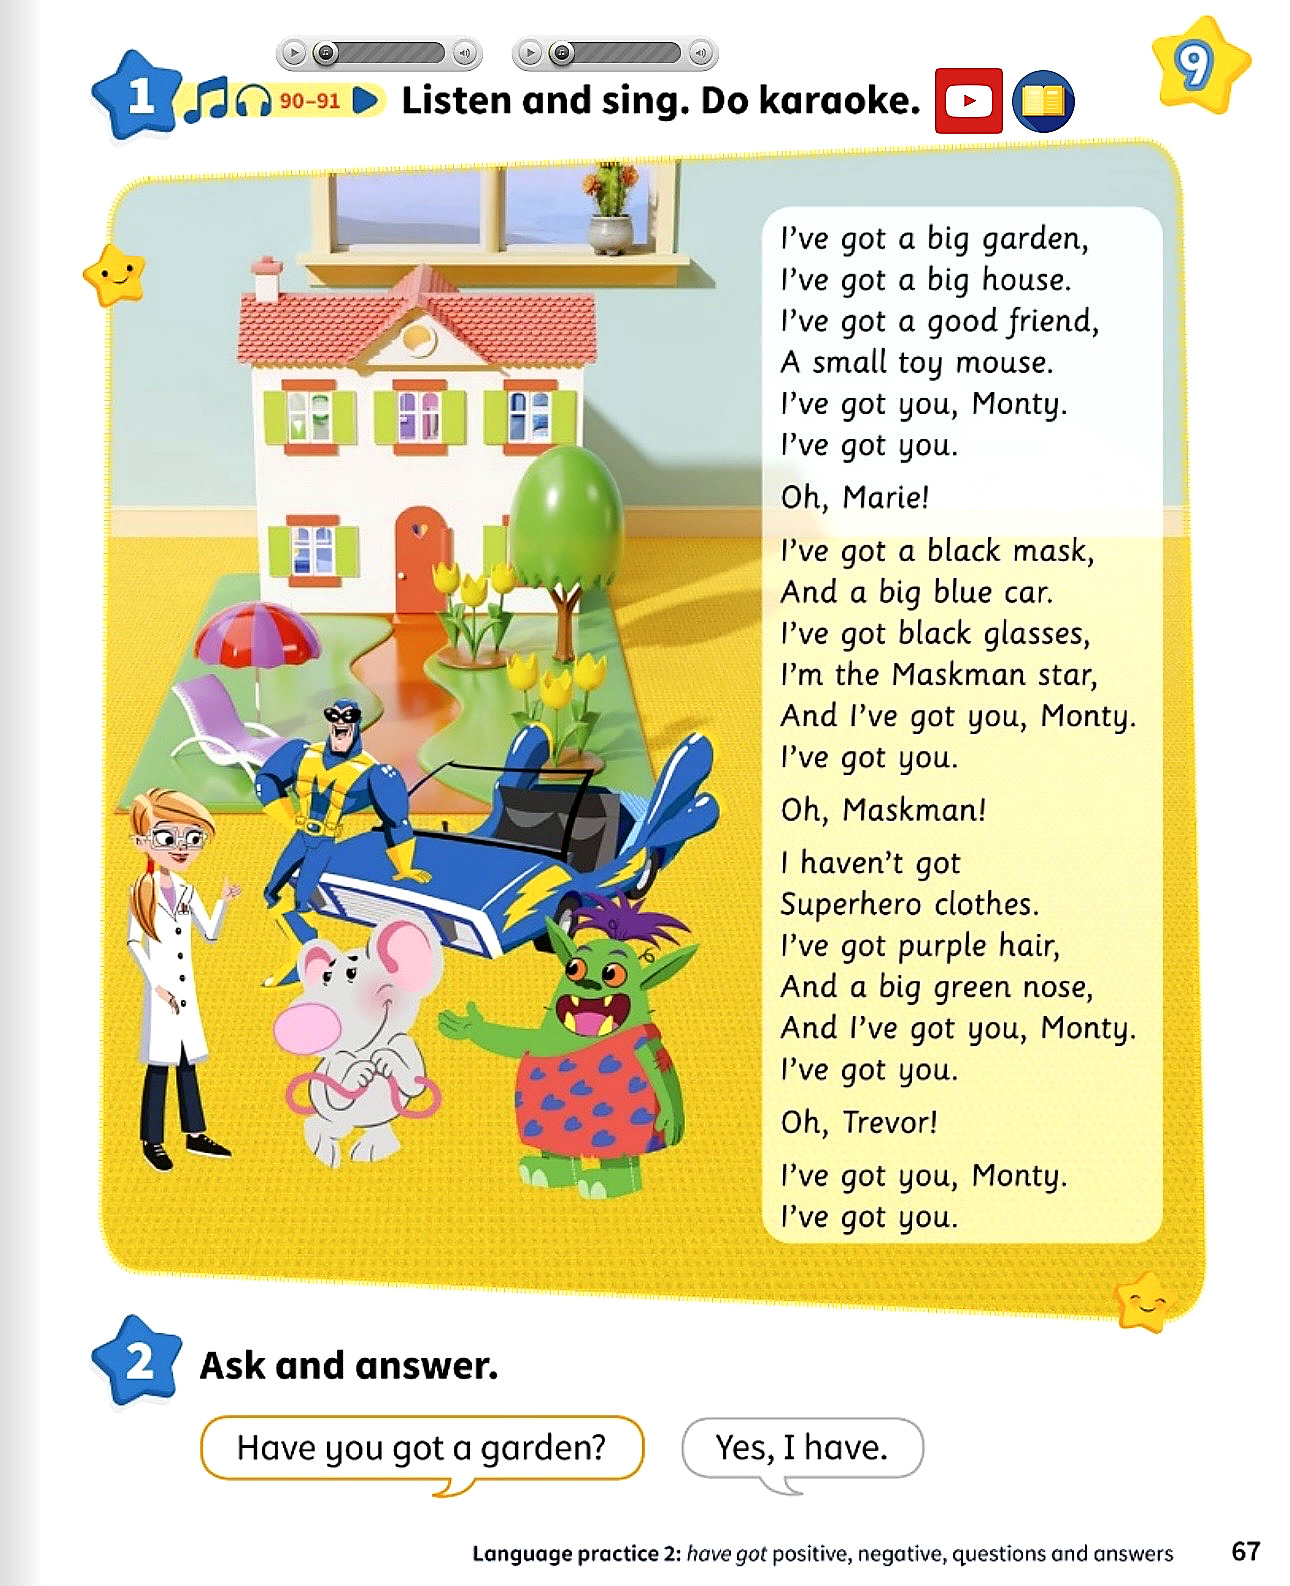 1 90–91 Listen and sing. Do karaoke.
9
I've got a big garden,
I've got a big house.
I've got a good friend,
A small toy mouse.
I've got you, Monty.
I've got you.
Oh, Marie!
I've got a black mask,
And a big blue car.
I've got black glasses,
I'm the Maskman star,
And I've got you, Monty.
I've got you.
Oh, Maskman!
I haven't got
Superhero clothes.
I've got purple hair,
And a big green nose,
And I've got you, Monty.
I've got you.
Oh, Trevor!
I've got you, Monty.
I've got you.
M
2 Ask and answer.
Have you got a garden? Yes, I have.
Language practice 2: have got positive, negative, questions and answers 67